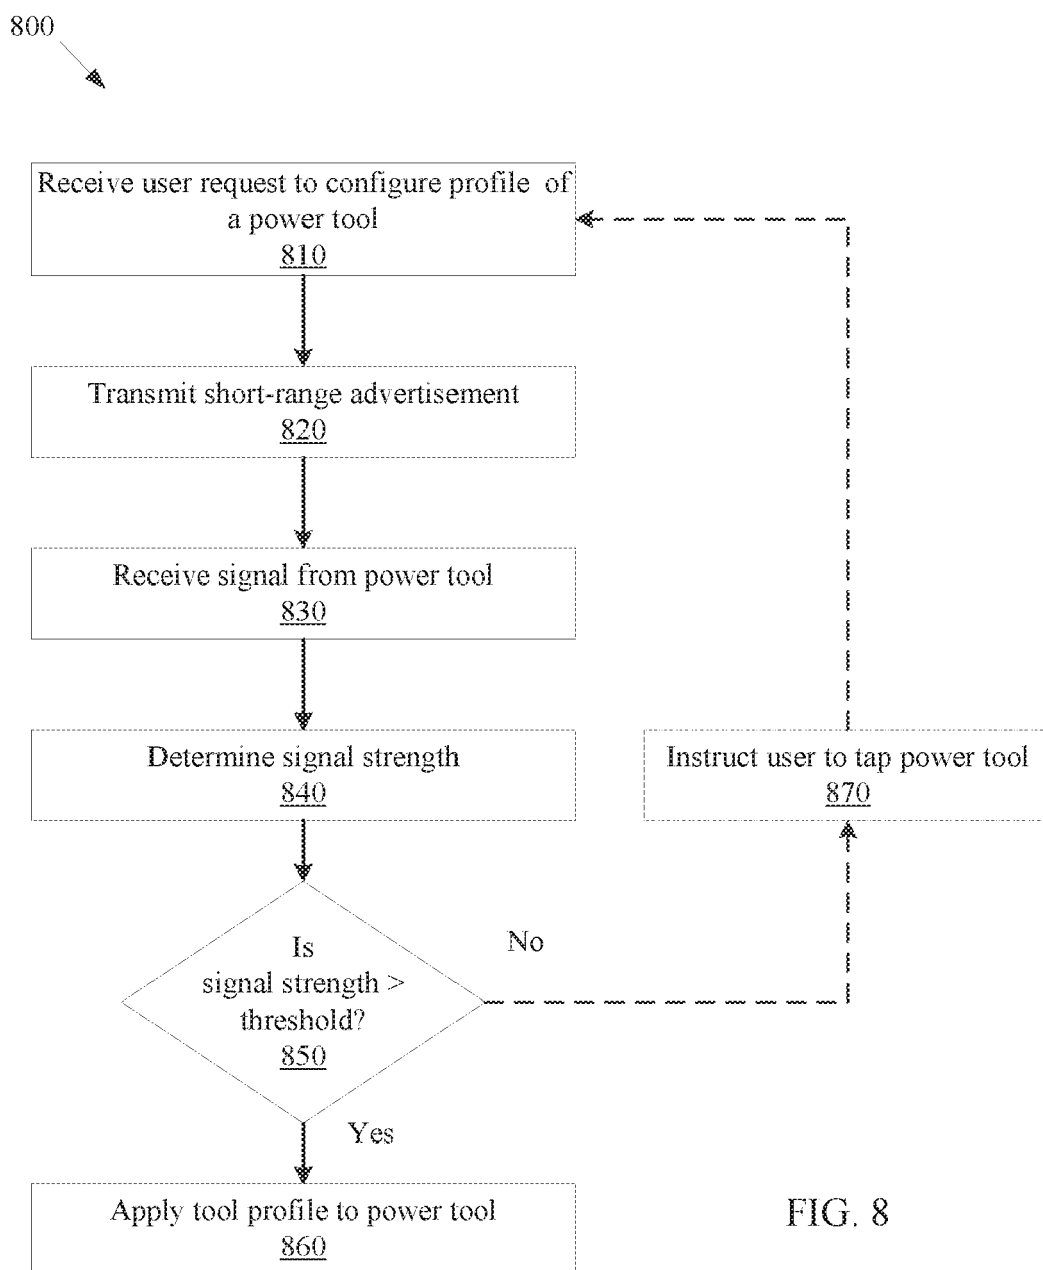 800
Receive user request to configure profile of
a power tool
810
Transmit short-range advertisement
820
Receive signal from power tool
830
Determine signal strength
840
Instruct user to tap power tool
870
Is
signal strength >
threshold?
850
No
Yes
Apply tool profile to power tool
860
FIG. 8